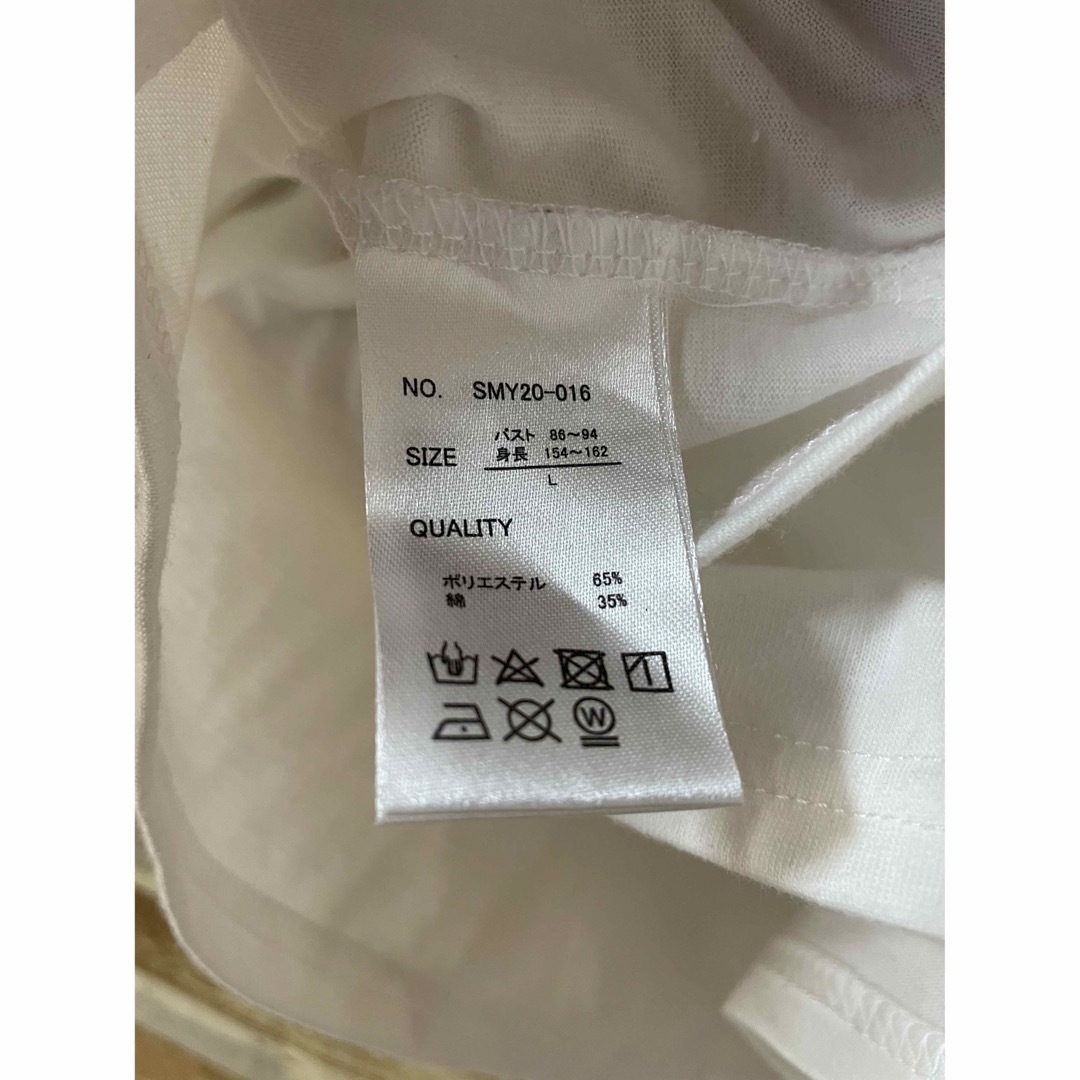 NO. SMY20-016
SIZE バスト 86～94
身長 154～162
L
QUALITY
ポリエステル 65%
綿 35%
W